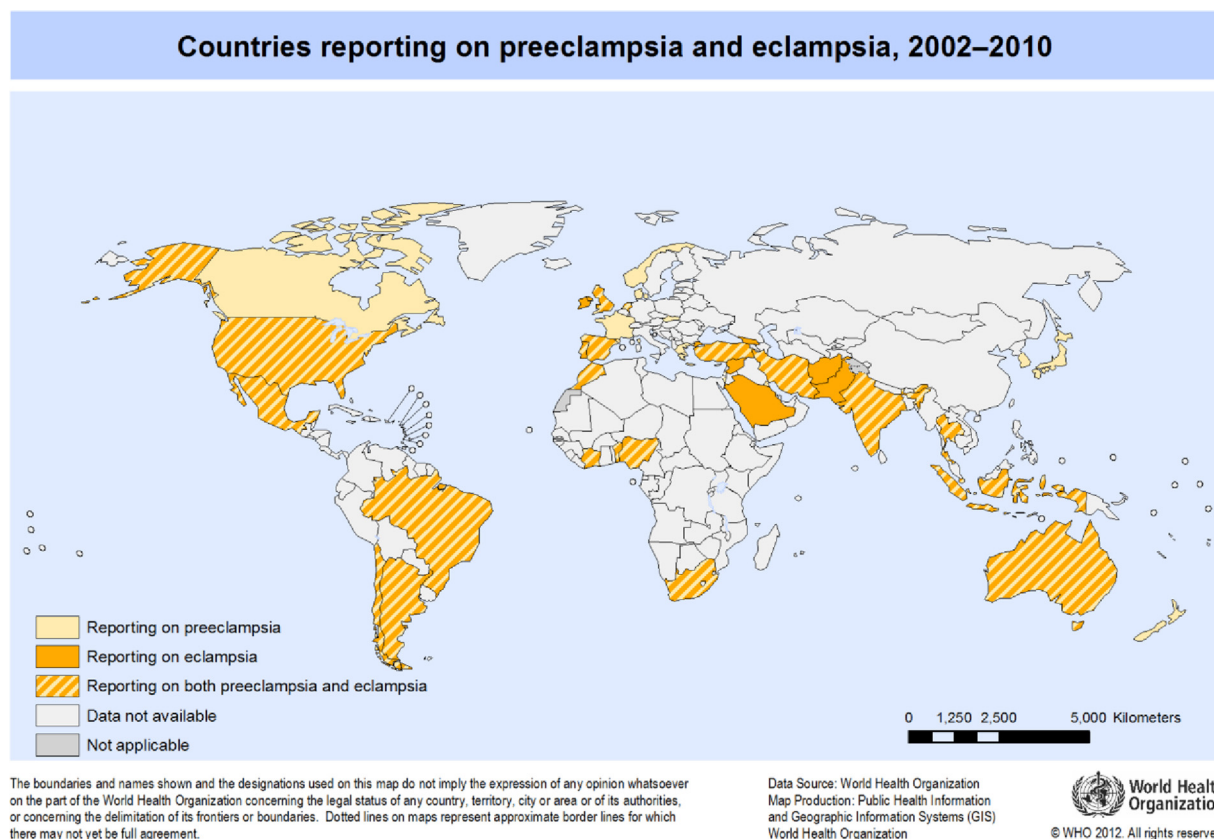 Countries reporting on preeclampsia and eclampsia, 2002–2010
Reporting on preeclampsia
Reporting on eclampsia
Reporting on both preeclampsia and eclampsia
Data not available
Not applicable
0 1,250 2,500 5,000 Kilometers
The boundaries and names shown and the designations used on this map do not imply the expression of any opinion whatsoever
on the part of the World Health Organization concerning the legal status of any country, territory, city or area or of its authorities,
or concerning the delimitation of its frontiers or boundaries. Dotted lines on maps represent approximate border lines for which
there may not yet be full agreement.
Data Source: World Health Organization
Map Production: Public Health Information
and Geographic Information Systems (GIS)
World Health Organization
World Healt
Organizatio
© WHO 2012. All rights reserve